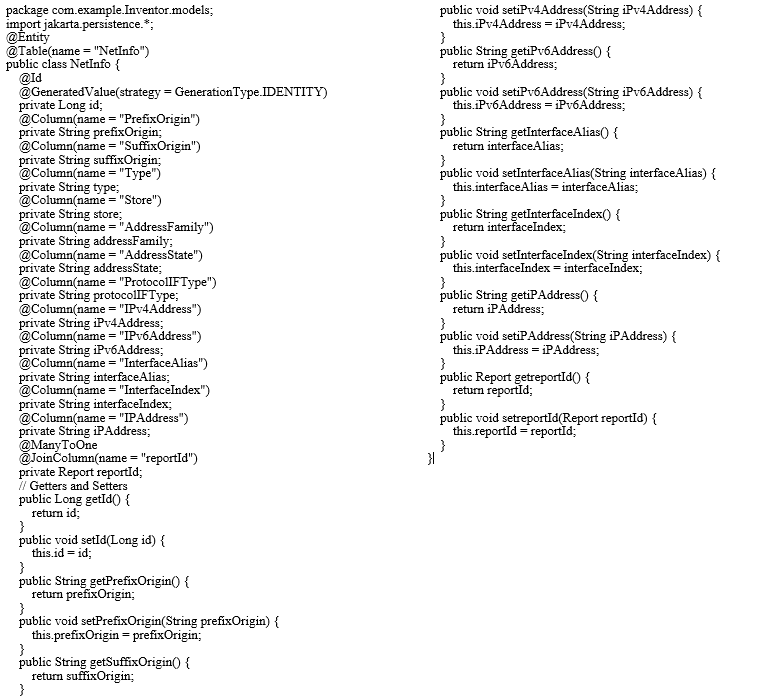 package com.example.Inventor.models;
import jakarta.persistence.*;
@Entity
@Table(name = "NetInfo")
public class NetInfo {
@Id
@GeneratedValue(strategy = GenerationType.IDENTITY)
private Long id;
@Column(name = "PrefixOrigin")
private String prefixOrigin;
@Column(name = "SuffixOrigin")
private String suffixOrigin;
@Column(name = "Type")
private String type;
@Column(name = "Store")
private String store;
@Column(name = "AddressFamily")
private String addressFamily;
@Column(name = "AddressState")
private String addressState;
@Column(name = "ProtocolIFType")
private String protocolIFType;
@Column(name = "IPv4Address")
private String iPv4Address;
@Column(name = "IPv6Address")
private String iPv6Address;
@Column(name = "InterfaceAlias")
private String interfaceAlias;
@Column(name = "InterfaceIndex")
private String interfaceIndex;
@Column(name = "IPAddress")
private String iPAddress;
@ManyToOne
@JoinColumn(name = "reportId")
private Report reportId;
// Getters and Setters
public Long getId() {
return id;
}
public void setId(Long id) {
this.id = id;
}
public String getPrefixOrigin() {
return prefixOrigin;
}
public void setPrefixOrigin(String prefixOrigin) {
this.prefixOrigin = prefixOrigin;
}
public String getSuffixOrigin() {
return suffixOrigin;
}
public void setiPv4Address(String iPv4Address) {
this.iPv4Address = iPv4Address;
}
public String getiPv6Address() {
return iPv6Address;
}
public void setiPv6Address(String iPv6Address) {
this.iPv6Address = iPv6Address;
}
public String getInterfaceAlias() {
return interfaceAlias;
}
public void setInterfaceAlias(String interfaceAlias) {
this.interfaceAlias = interfaceAlias;
}
public String getInterfaceIndex() {
return interfaceIndex;
}
public void setInterfaceIndex(String interfaceIndex) {
this.interfaceIndex = interfaceIndex;
}
public String getiPAddress() {
return iPAddress;
}
public void setiPAddress(String iPAddress) {
this.iPAddress = iPAddress;
}
public Report getreportId() {
return reportId;
}
public void setreportId(Report reportId) {
this.reportId = reportId;
}
}